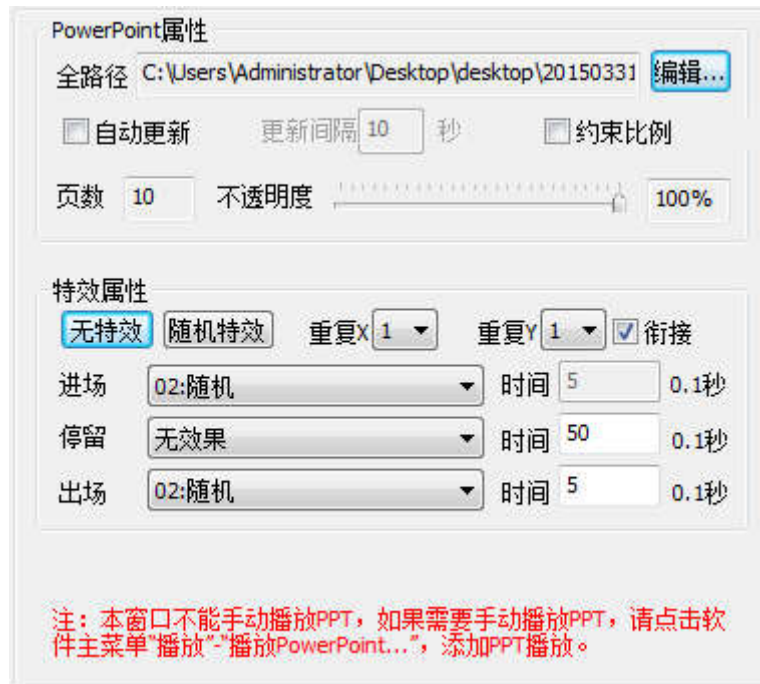 PowerPoint属性
全路径 C:\Users\Administrator\Desktop\desktop\20150331 编辑...
自动更新 更新间隔 10 秒 约束比例
页数 10 不透明度 100%
特效属性
无特效 随机特效 重复X 1 重复Y 1 衔接
进场 02:随机 时间 5 0.1秒
停留 无效果 时间 50 0.1秒
出场 02:随机 时间 5 0.1秒
注：本窗口不能手动播放PPT，如果需要手动播放PPT，请点击软
件主菜单"播放"-"播放PowerPoint..."，添加PPT播放。